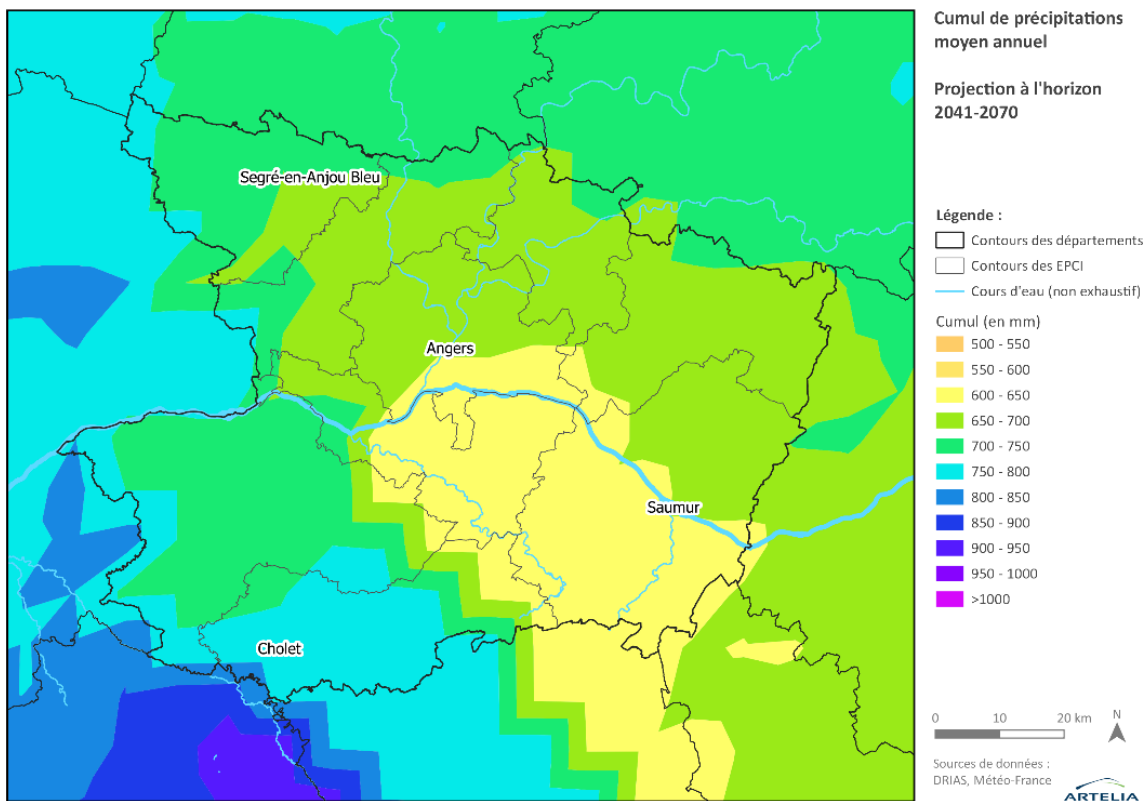 Cumul de précipitations
moyen annuel
Projection à l'horizon
2041-2070
Segré-en-Anjou Bleu
Angers
Saumur
Cholet
Légende :
Contours des départements
Contours des EPCI
Cours d'eau (non exhaustif)
Cumul (en mm)
500 - 550
550 - 600
600 - 650
650 - 700
700 - 750
750 - 800
800 - 850
850 - 900
900 - 950
950 - 1000
>1000
0 10 20 km
N
Sources de données :
DRIAS, Météo-France
ARTELIA